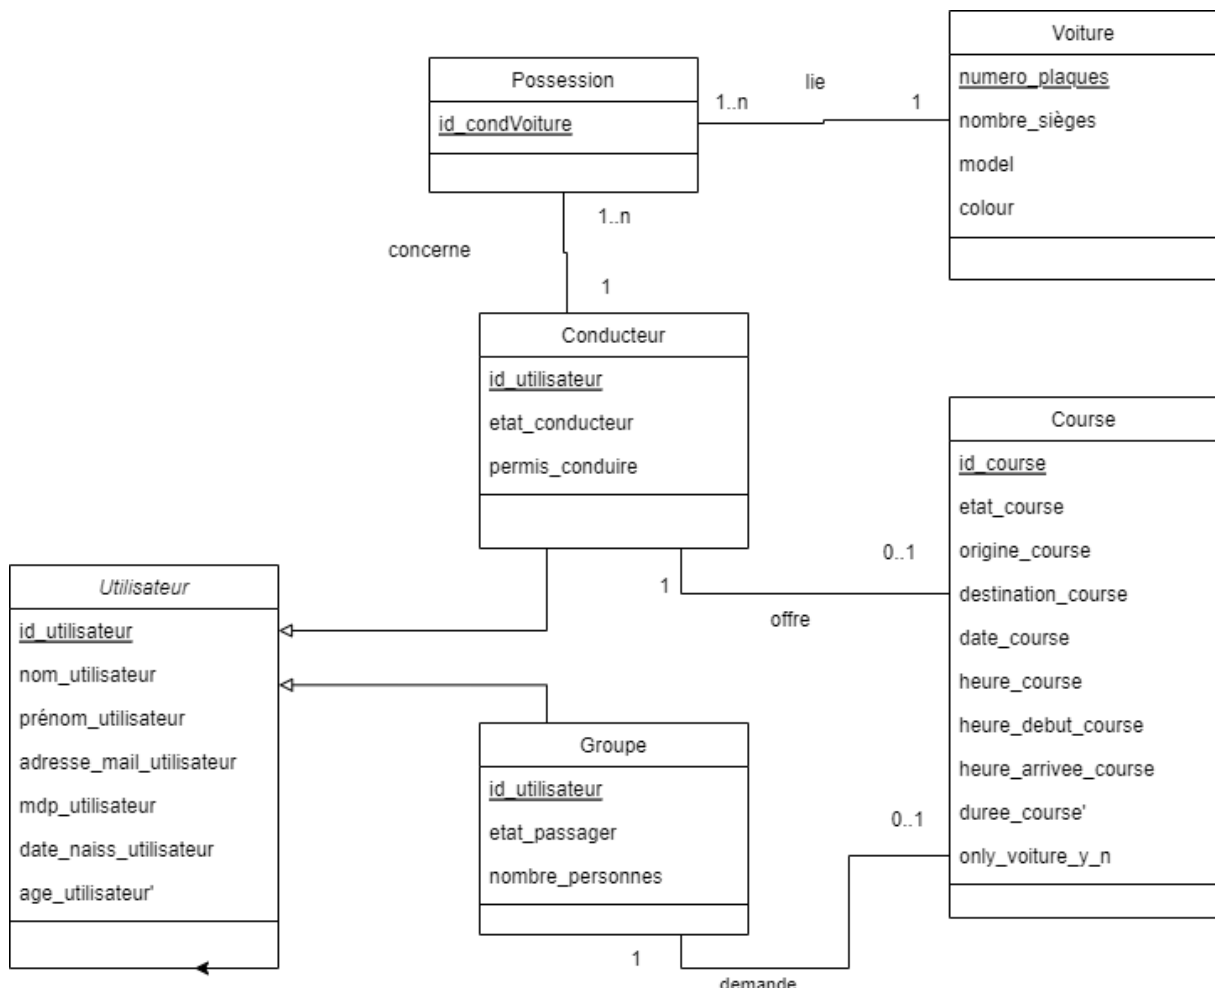 Voiture
numero_plaques
nombre_sièges
model
colour
Possession
id_condVoiture
lie
1..n
1
1..n
concerne
1
Conducteur
id_utilisateur
etat_conducteur
permis_conduire
Course
id_course
etat_course
origine_course
destination_course
date_course
heure_course
heure_debut_course
heure_arrivee_course
duree_course'
only_voiture_y_n
0..1
1
offre
Utilisateur
id_utilisateur
nom_utilisateur
prénom_utilisateur
adresse_mail_utilisateur
mdp_utilisateur
date_naiss_utilisateur
age_utilisateur'
Groupe
id_utilisateur
etat_passager
nombre_personnes
0..1
1
demande